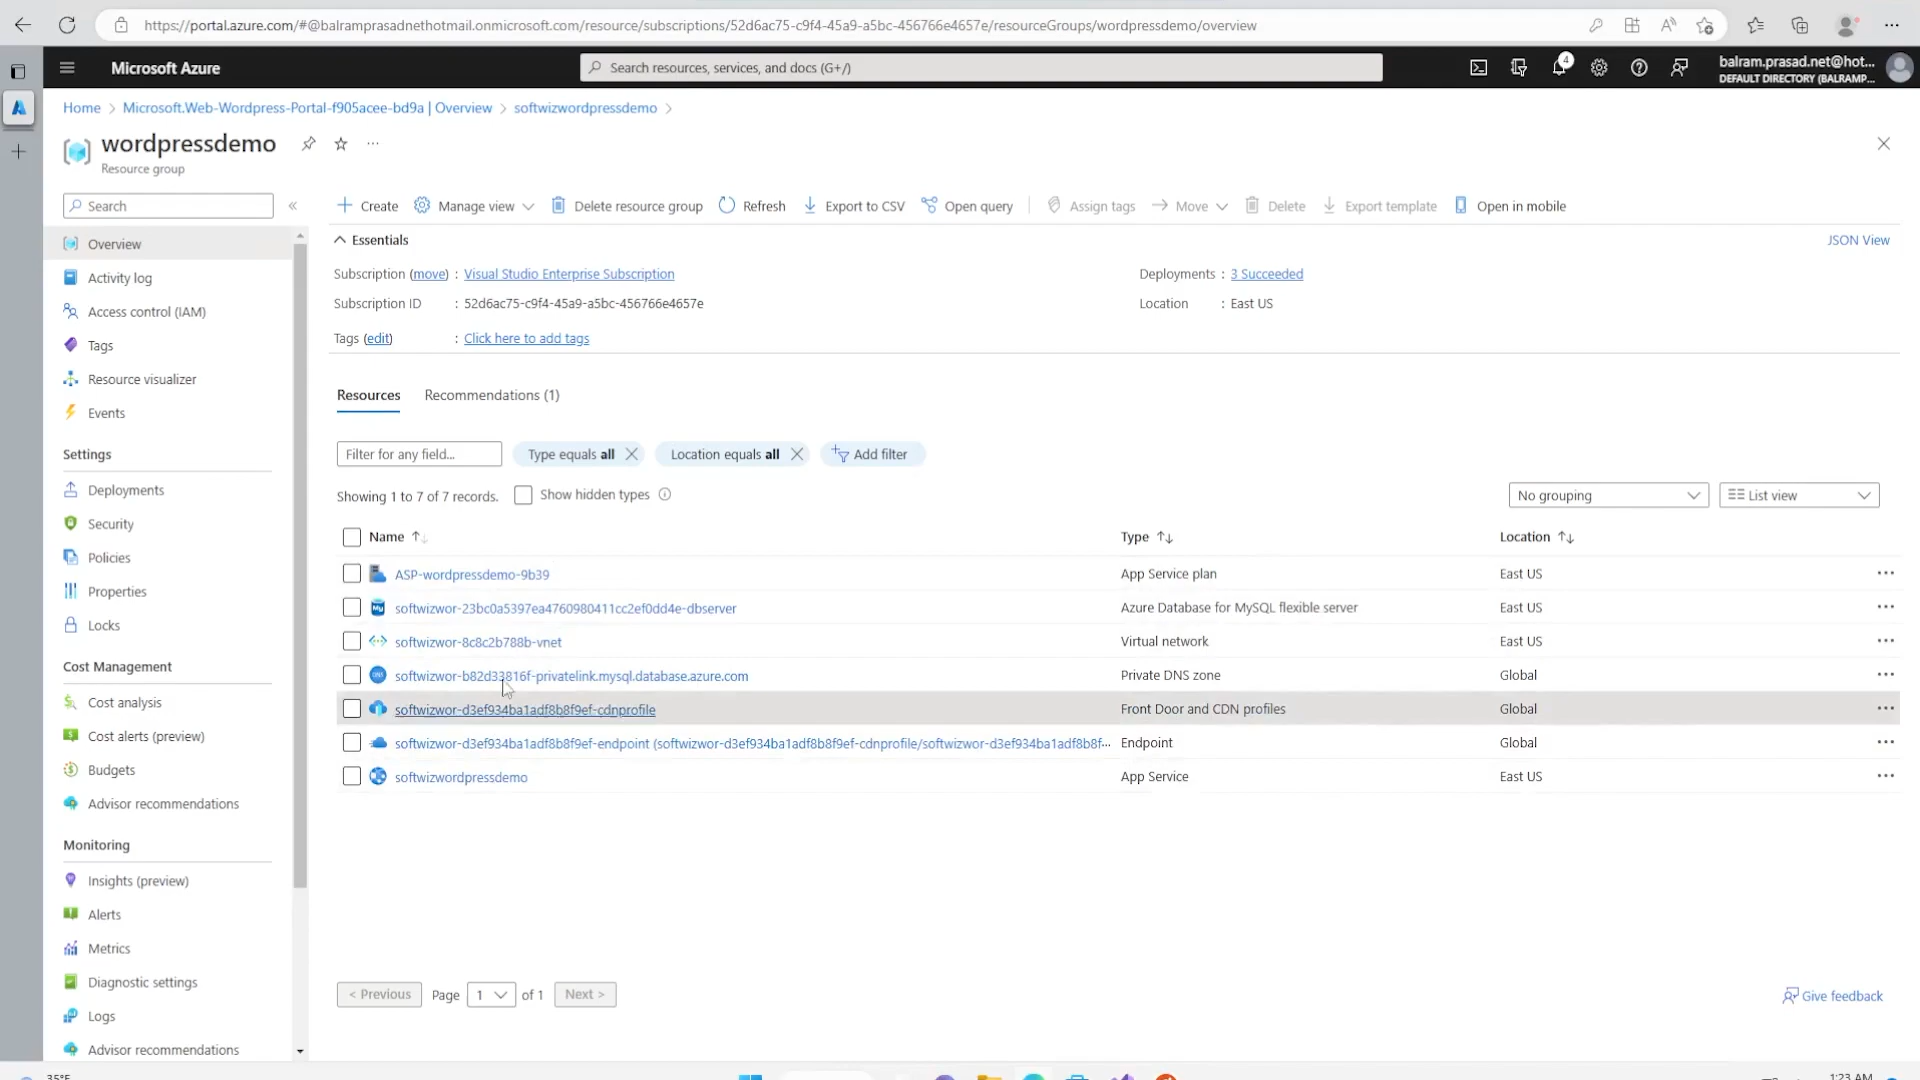 https://portal.azure.com/#@balramprasadnethotmail.onmicrosoft.com/resource/subscriptions/52d6ac75-c9f4-45a9-a5bc-456766e4657e/resourceGroups/wordpressdemo/overview
Microsoft Azure
Search resources, services, and docs (G+/)
4
balram.prasad.net@hot...
DEFAULT DIRECTORY (BALRAMP...
Home > Microsoft.Web-Wordpress-Portal-f905acee-bd9a | Overview > softwizwordpressdemo >
wordpressdemo
Resource group
Search
Create
Manage view
Delete resource group
Refresh
Export to CSV
Open query
Assign tags
Move
Delete
Export template
Open in mobile
Overview
Activity log
Access control (IAM)
Tags
Resource visualizer
Events
Settings
Deployments
Security
Policies
Properties
Locks
Cost Management
Cost analysis
Cost alerts (preview)
Budgets
Advisor recommendations
Monitoring
Insights (preview)
Alerts
Metrics
Diagnostic settings
Logs
Advisor recommendations
Essentials
JSON View
Subscription (move) : Visual Studio Enterprise Subscription
Deployments : 3 Succeeded
Subscription ID : 52d6ac75-c9f4-45a9-a5bc-456766e4657e
Location : East US
Tags (edit) : Click here to add tags
Resources
Recommendations (1)
Filter for any field...
Type equals all
Location equals all
Add filter
Showing 1 to 7 of 7 records.
Show hidden types
No grouping
List view
Name Type Location
ASP-wordpressdemo-9b39 App Service plan East US
softwizwor-23bc0a5397ea4760980411cc2ef0dd4e-dbserver Azure Database for MySQL flexible server East US
softwizwor-8c8c2b788b-vnet Virtual network East US
softwizwor-b82d33816f-privatelink.mysql.database.azure.com Private DNS zone Global
softwizwor-d3ef934ba1adf8b8f9ef-cdnprofile Front Door and CDN profiles Global
softwizwor-d3ef934ba1adf8b8f9ef-endpoint (softwizwor-d3ef934ba1adf8b8f9ef-cdnprofile/softwizwor-d3ef934ba1adf8b8f... Endpoint Global
softwizwordpressdemo App Service East US
< Previous Page 1 of 1 Next >
Give feedback
35°F
1:23 AM